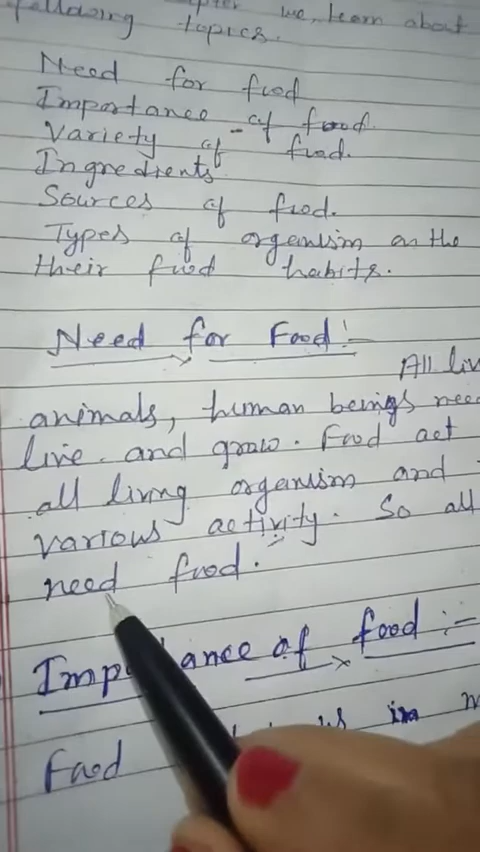 following topics.
we, learn about
Need for food
Importance of food.
Variety of food.
Ingredients
Sources of food.
Types of organism on the
their food habits.
Need for Food :-
All liv
animals, human beings nee
live and grow. Food act
all living organism and
various activity. So all
need food.
Importance of food :-
Food in